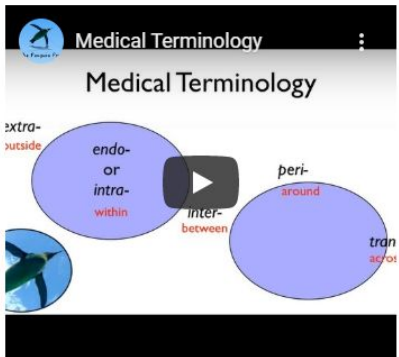 Medical Terminology
Medical Terminology
extra-
outside
endo-
or
intra-
within
inter-
between
peri-
around
tran
acros